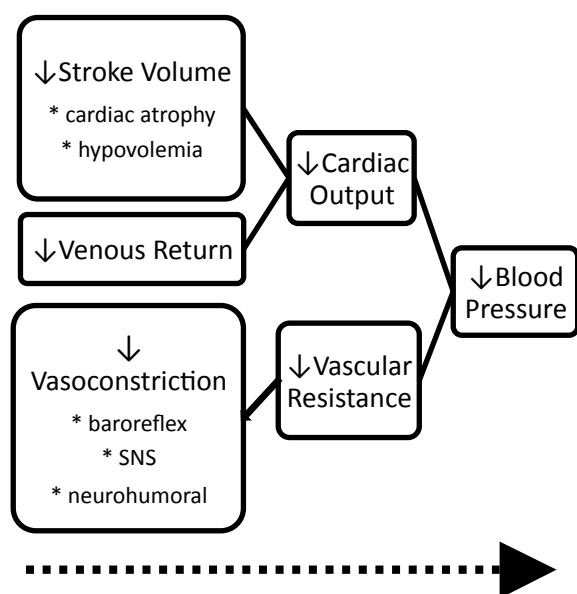 ↓Stroke Volume
* cardiac atrophy
* hypovolemia
↓Venous Return
↓
Vasoconstriction
* baroreflex
* SNS
* neurohumoral
↓Cardiac
Output
↓Vascular
Resistance
↓Blood
Pressure